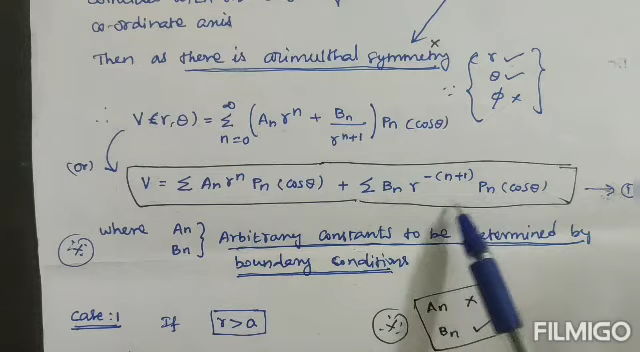 co-ordinate axis
Then as there is azimuthal symmetry x
∵ { r ✓
θ ✓
ϕ x }
∴ V(r,θ) = ∑_{n=0}^{∞} (An r^n + Bn/r^{n+1}) Pn (cosθ)
(or)
V = ∑ An r^n Pn (cosθ) + ∑ Bn r^{-(n+1)} Pn (cosθ) → ①
where An
Bn } Arbitrary constants to be determined by
boundary conditions
Case:1 If r>a
An x
Bn ✓
FILMIGO